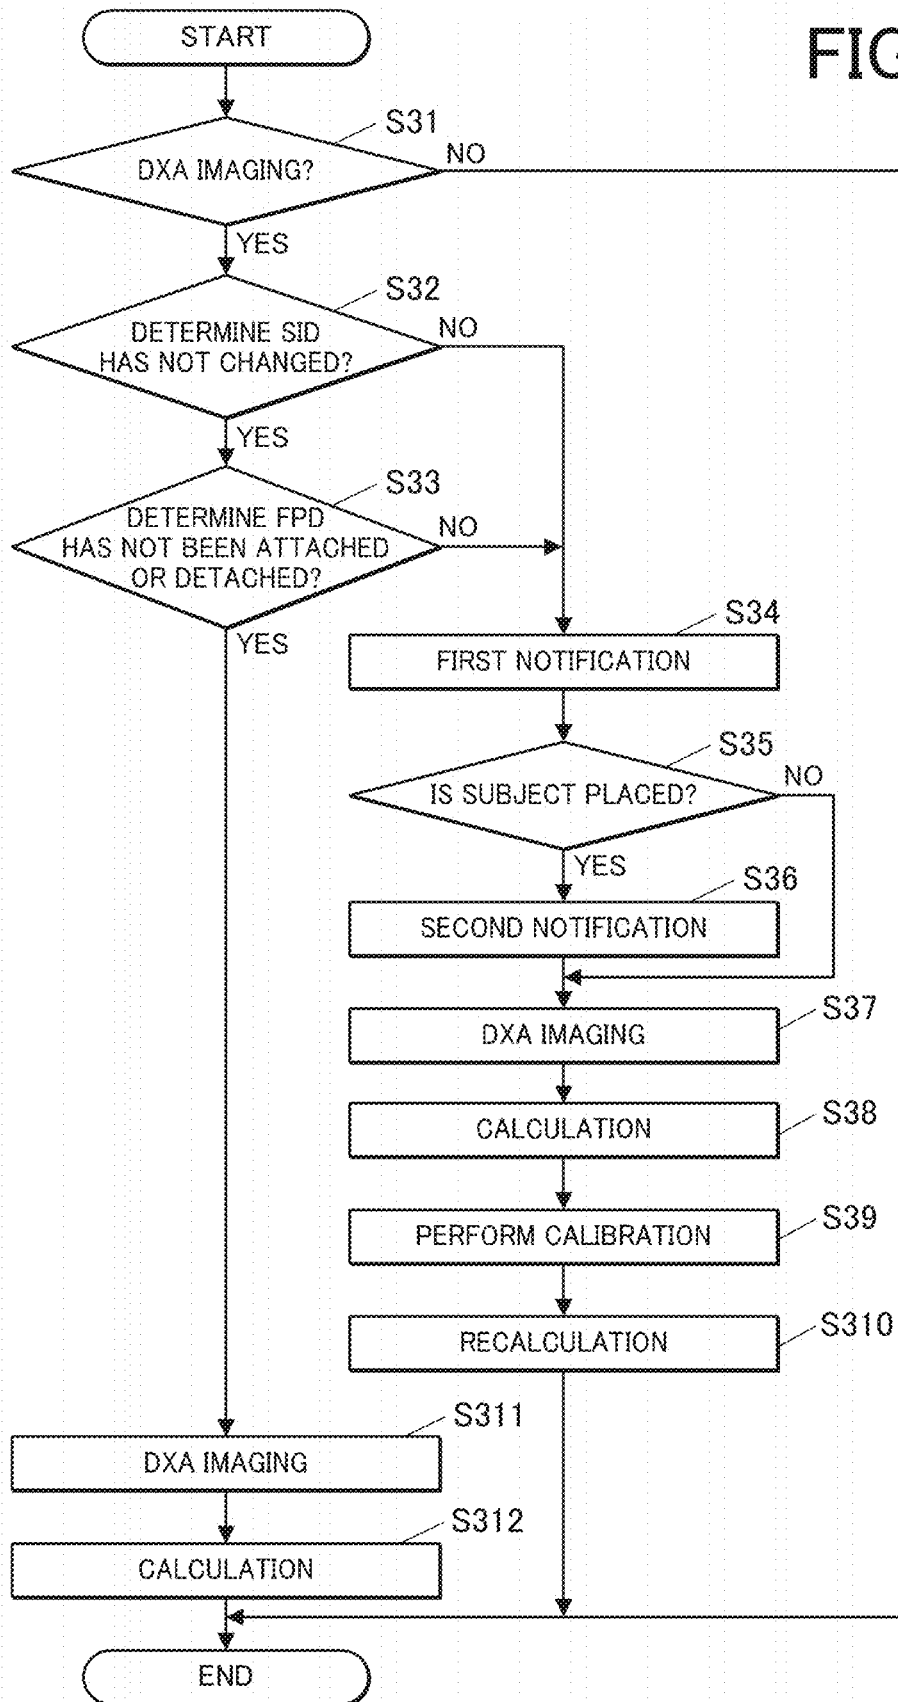 FIG
START
S31
DXA IMAGING?
NO
YES
S32
DETERMINE SID
HAS NOT CHANGED?
NO
YES
S33
DETERMINE FPD
HAS NOT BEEN ATTACHED
OR DETACHED?
NO
YES
S34
FIRST NOTIFICATION
S35
IS SUBJECT PLACED?
NO
YES
S36
SECOND NOTIFICATION
S37
DXA IMAGING
S38
CALCULATION
S39
PERFORM CALIBRATION
S310
RECALCULATION
S311
DXA IMAGING
S312
CALCULATION
END